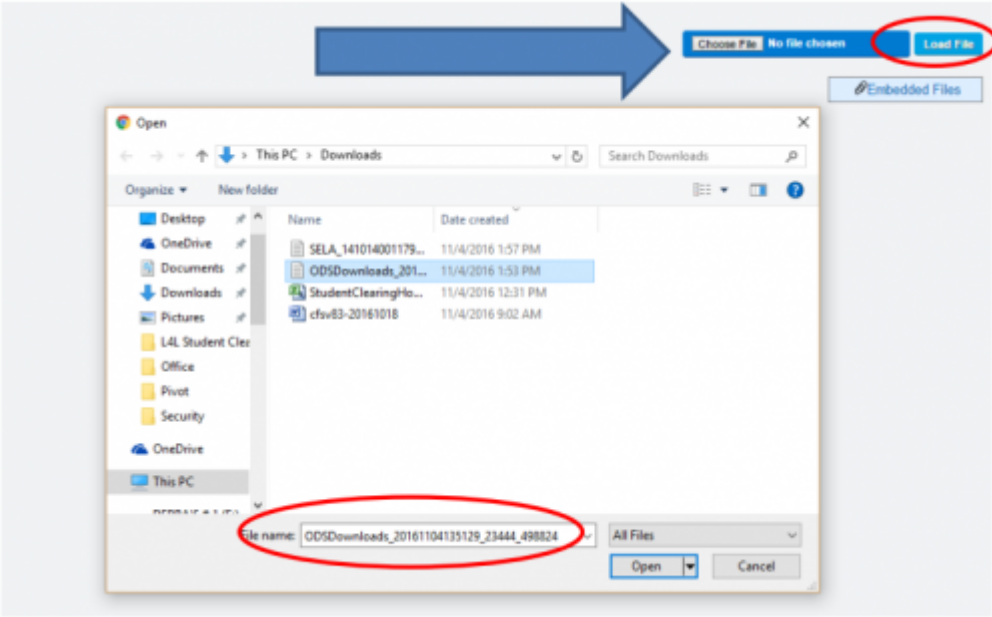 Choose File No file chosen
Load File
Embedded Files
Open
This PC > Downloads
Search Downloads
Organize
New folder
Name
Date created
Desktop
OneDrive
Documents
Downloads
Pictures
L4L Student Clea
Office
Pivot
Security
OneDrive
This PC
SELA_141014001179... 11/4/2016 1:57 PM
ODSDownloads_201... 11/4/2016 1:53 PM
StudentClearingHo... 11/4/2016 12:31 PM
cfsv83-20161018 11/4/2016 9:02 AM
File name: ODSDownloads_20161104135129_23444_498824
All Files
Open
Cancel